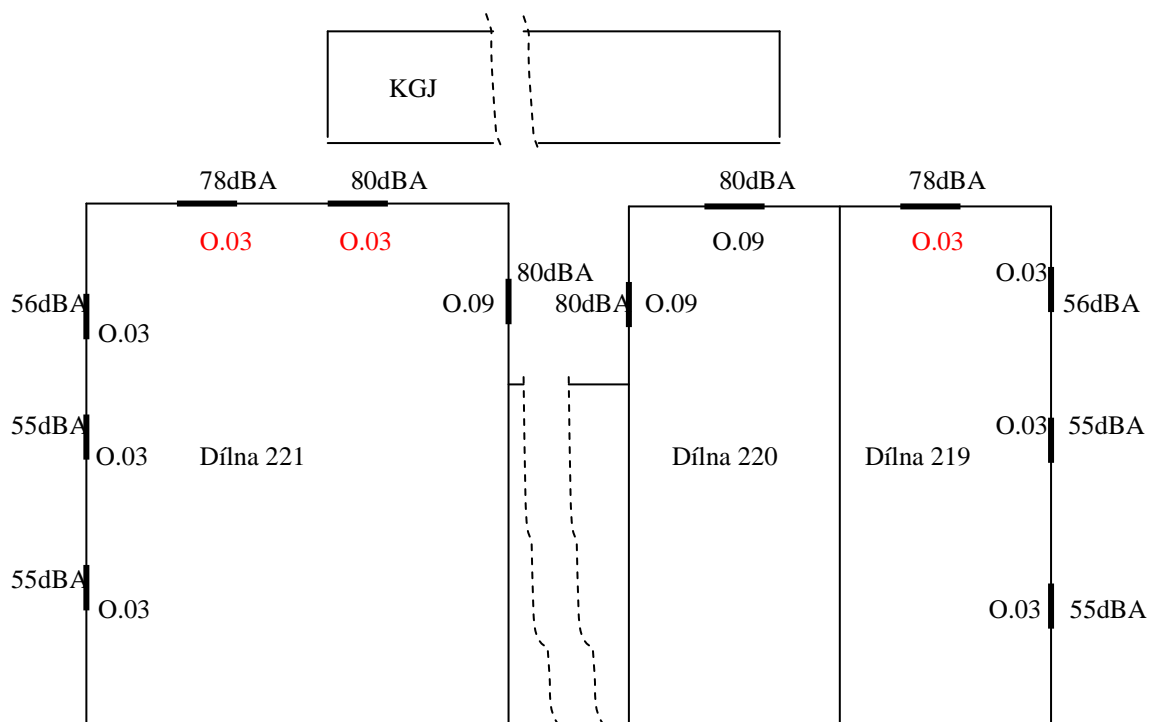 KGJ
78dBA 80dBA 80dBA 78dBA
O.03 O.03 O.09 O.03
80dBA O.03
56dBA O.09 80dBA O.09 56dBA
O.03
55dBA O.03 55dBA
O.03 Dílna 221 Dílna 220 Dílna 219
55dBA
O.03 O.03 55dBA